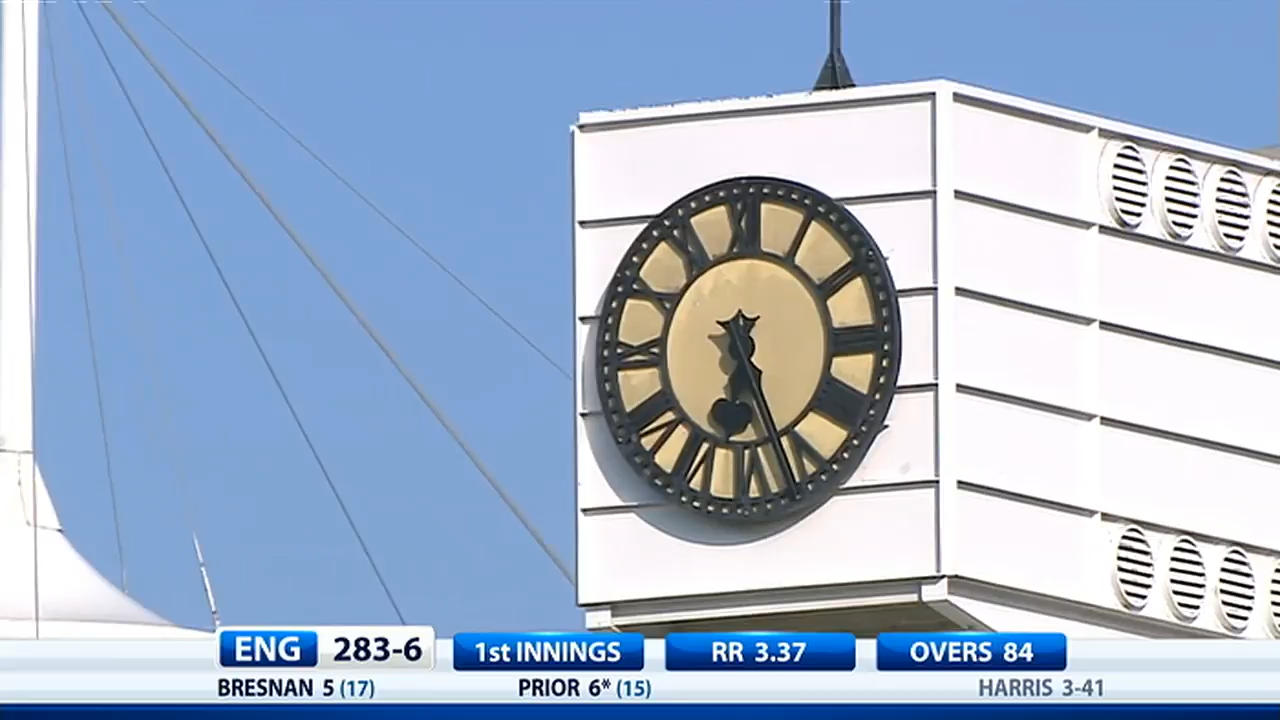 ENG 283-6 1st INNINGS RR 3.37 OVERS 84
BRESNAN 5 (17) PRIOR 6* (15) HARRIS 3-41